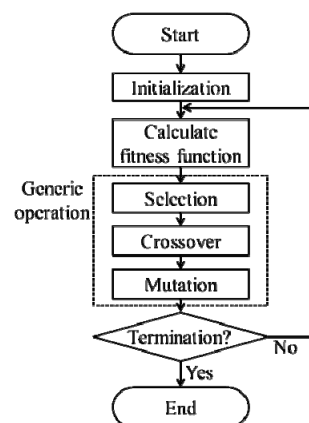 Start
Initialization
Calculate
fitness function
Generic
operation
Selection
Crossover
Mutation
Termination?
No
Yes
End